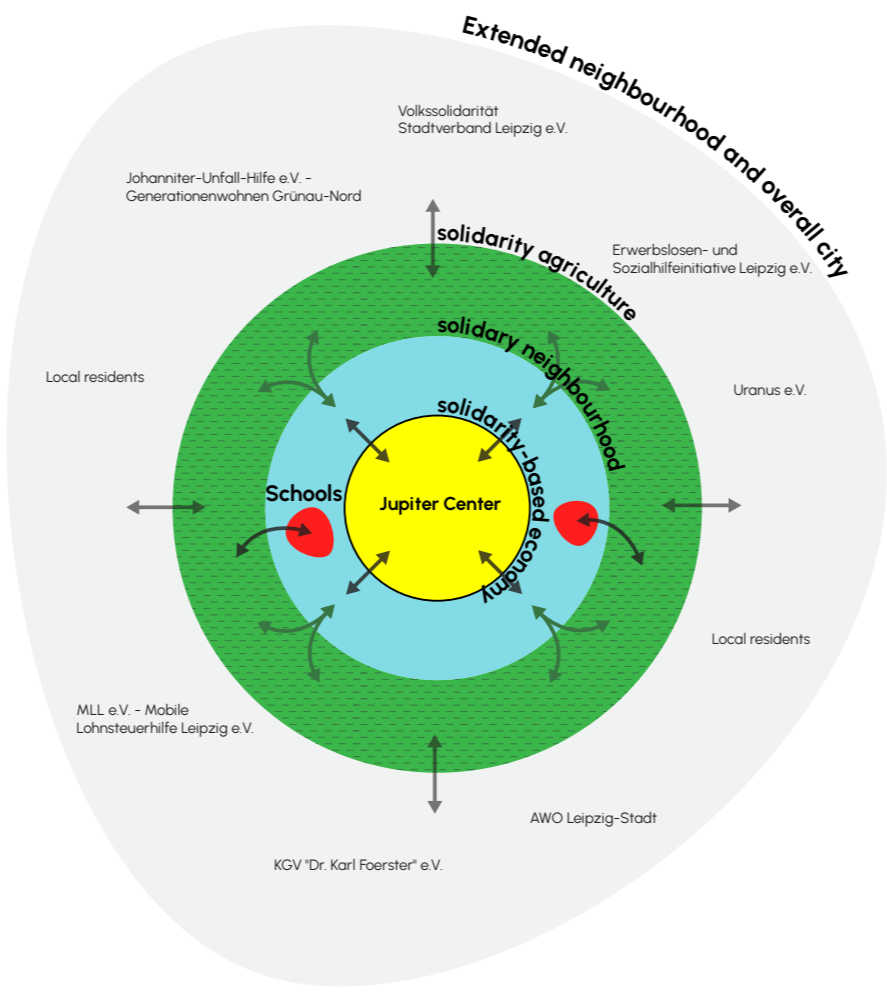 Extended neighbourhood and overall city
Volkssolidarität
Stadtverband Leipzig e.V.
Johanniter-Unfall-Hilfe e.V. -
Generationenwohnen Grünau-Nord
solidarity agriculture
Erwerbslosen- und
Sozialhilfeinitiative Leipzig e.V.
solidary neighbourhood
Local residents
Uranus e.V.
solidarity-based economy
Schools
Jupiter Center
Local residents
MLL e.V. - Mobile
Lohnsteuerhilfe Leipzig e.V.
AWO Leipzig-Stadt
KGV "Dr. Karl Foerster" e.V.